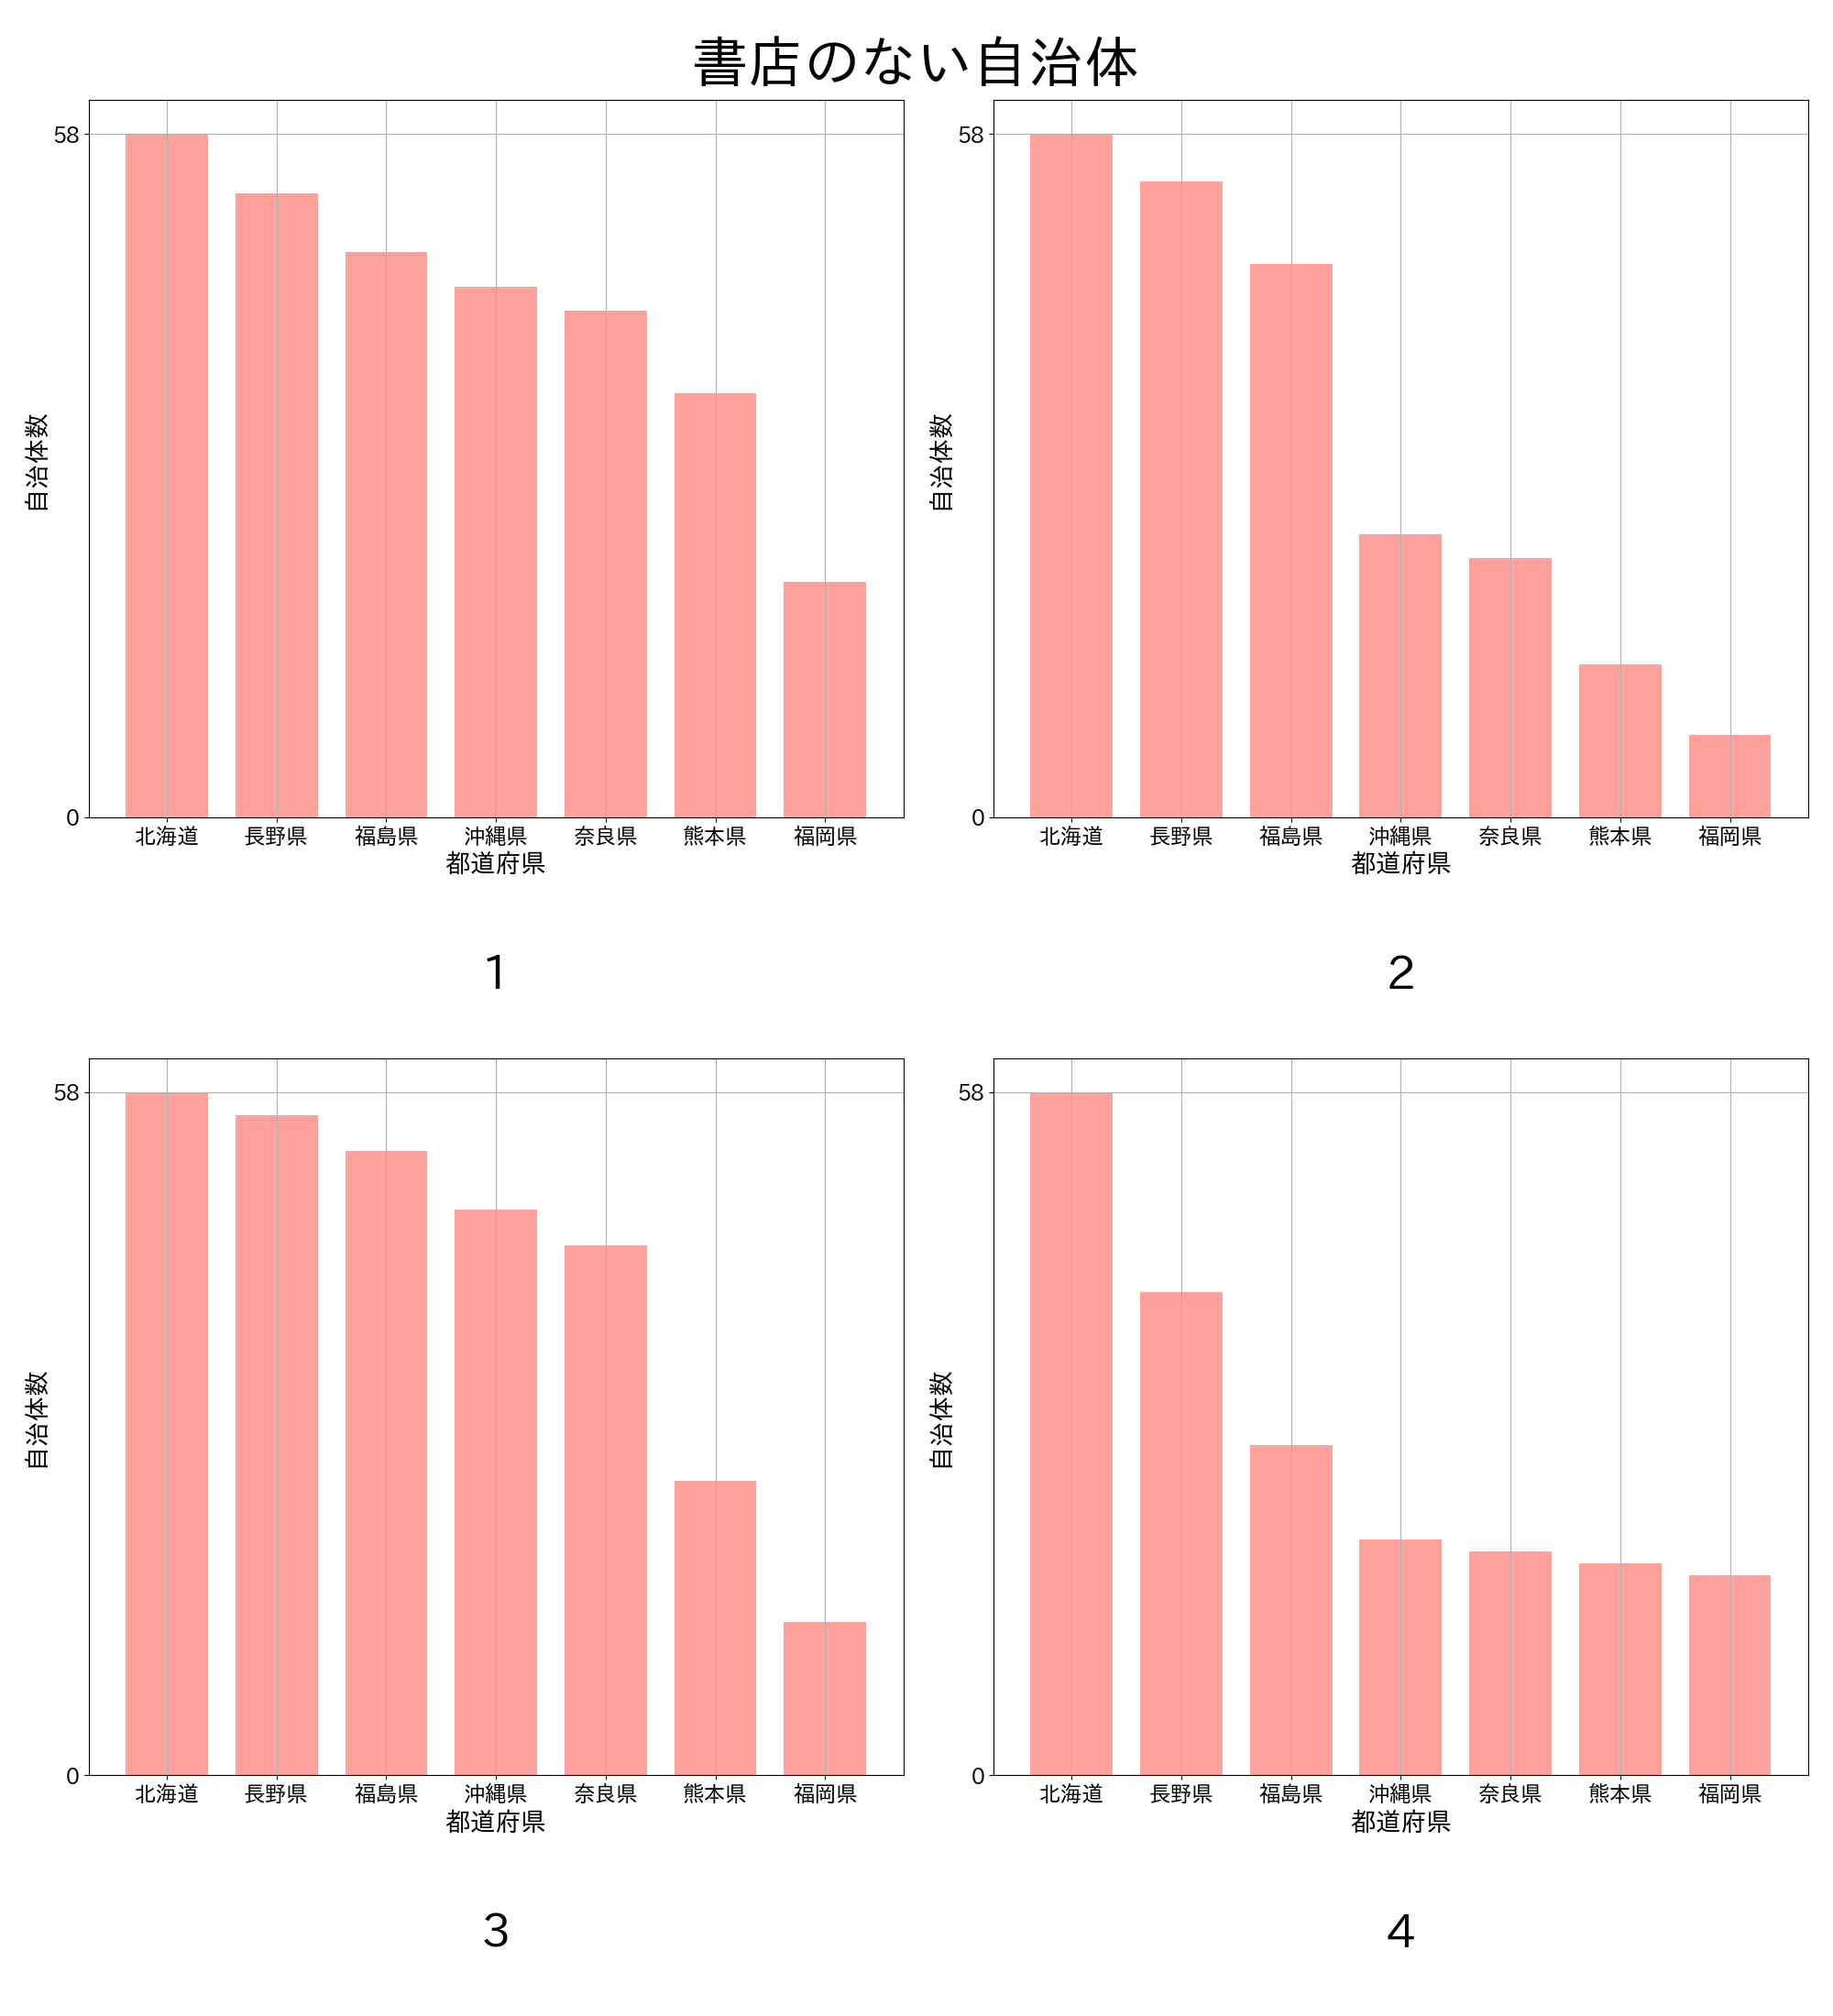 書店のない自治体
58
0
自治体数
北海道 長野県 福島県 沖縄県 奈良県 熊本県 福岡県
都道府県
1
58
0
自治体数
北海道 長野県 福島県 沖縄県 奈良県 熊本県 福岡県
都道府県
2
58
0
自治体数
北海道 長野県 福島県 沖縄県 奈良県 熊本県 福岡県
都道府県
3
58
0
自治体数
北海道 長野県 福島県 沖縄県 奈良県 熊本県 福岡県
都道府県
4